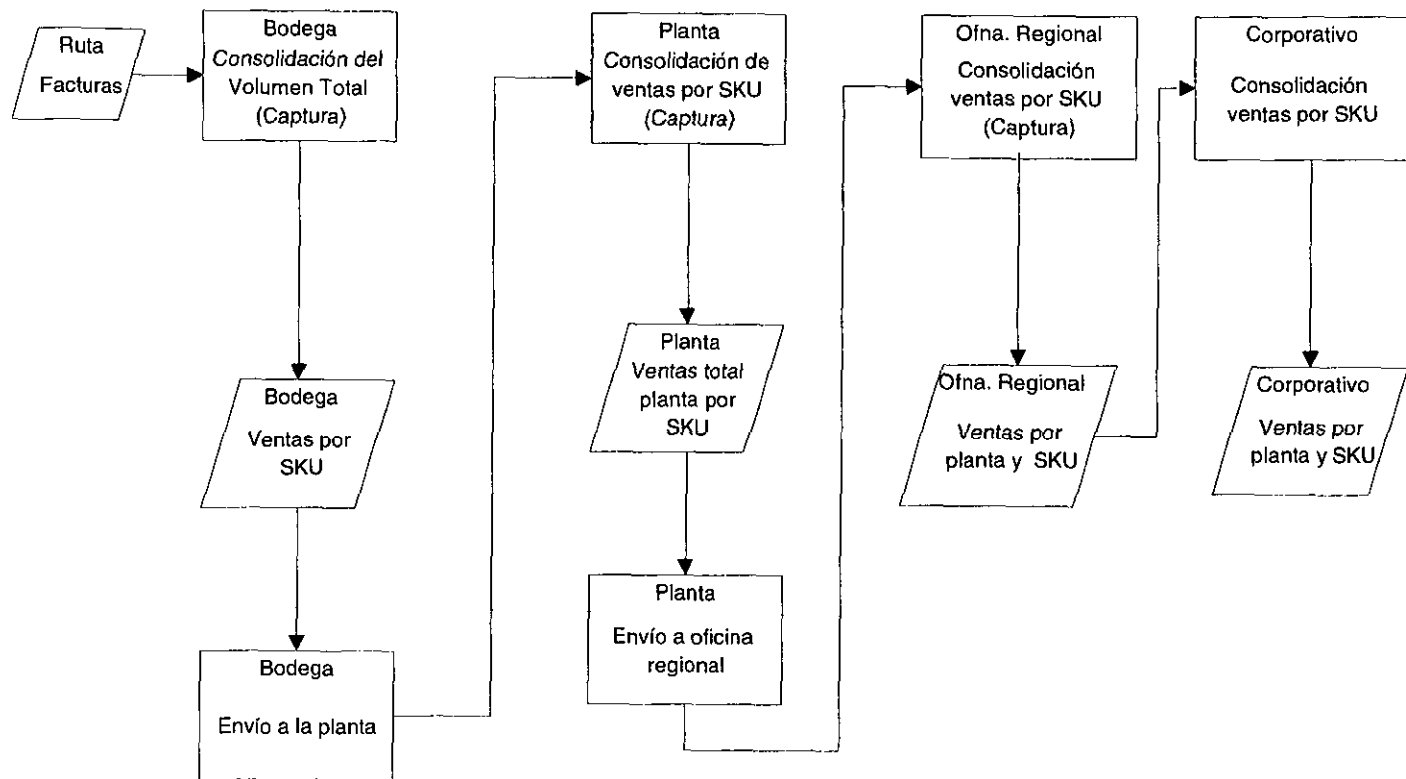 Ruta
Facturas
Bodega
Consolidación del
Volumen Total
(Captura)
Bodega
Ventas por
SKU
Bodega
Envío a la planta
Planta
Consolidación de
ventas por SKU
(Captura)
Planta
Ventas total
planta por
SKU
Planta
Envío a oficina
regional
Ofna. Regional
Consolidación
ventas por SKU
(Captura)
Ofna. Regional
Ventas por
planta y SKU
Corporativo
Consolidación
ventas por SKU
Corporativo
Ventas por
planta y SKU